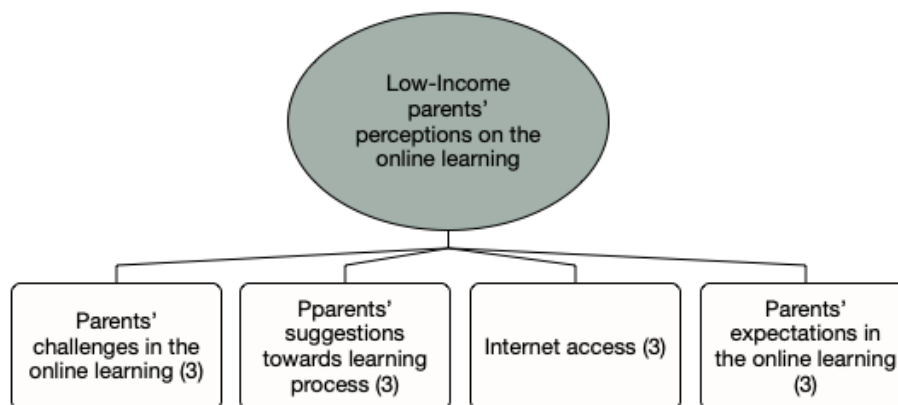 Low-Income
parents’
perceptions on the
online learning
Parents’
challenges in the
online learning (3)
Pparents’
suggestions
towards learning
process (3)
Internet access (3)
Parents’
expectations in
the online learning
(3)